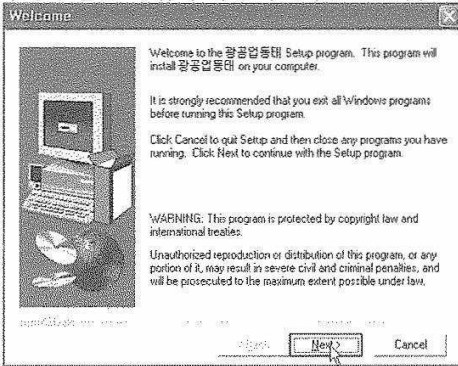 Welcome
Welcome to the 광공업동태 Setup program. This program will
install 광공업동태 on your computer.
It is strongly recommended that you exit all Windows programs
before running this Setup program.
Click Cancel to quit Setup and then close any programs you have
running. Click Next to continue with the Setup program.
WARNING: This program is protected by copyright law and
international treaties.
Unauthorized reproduction or distribution of this program, or any
portion of it, may result in severe civil and criminal penalties, and
will be prosecuted to the maximum extent possible under law.
Next > Cancel